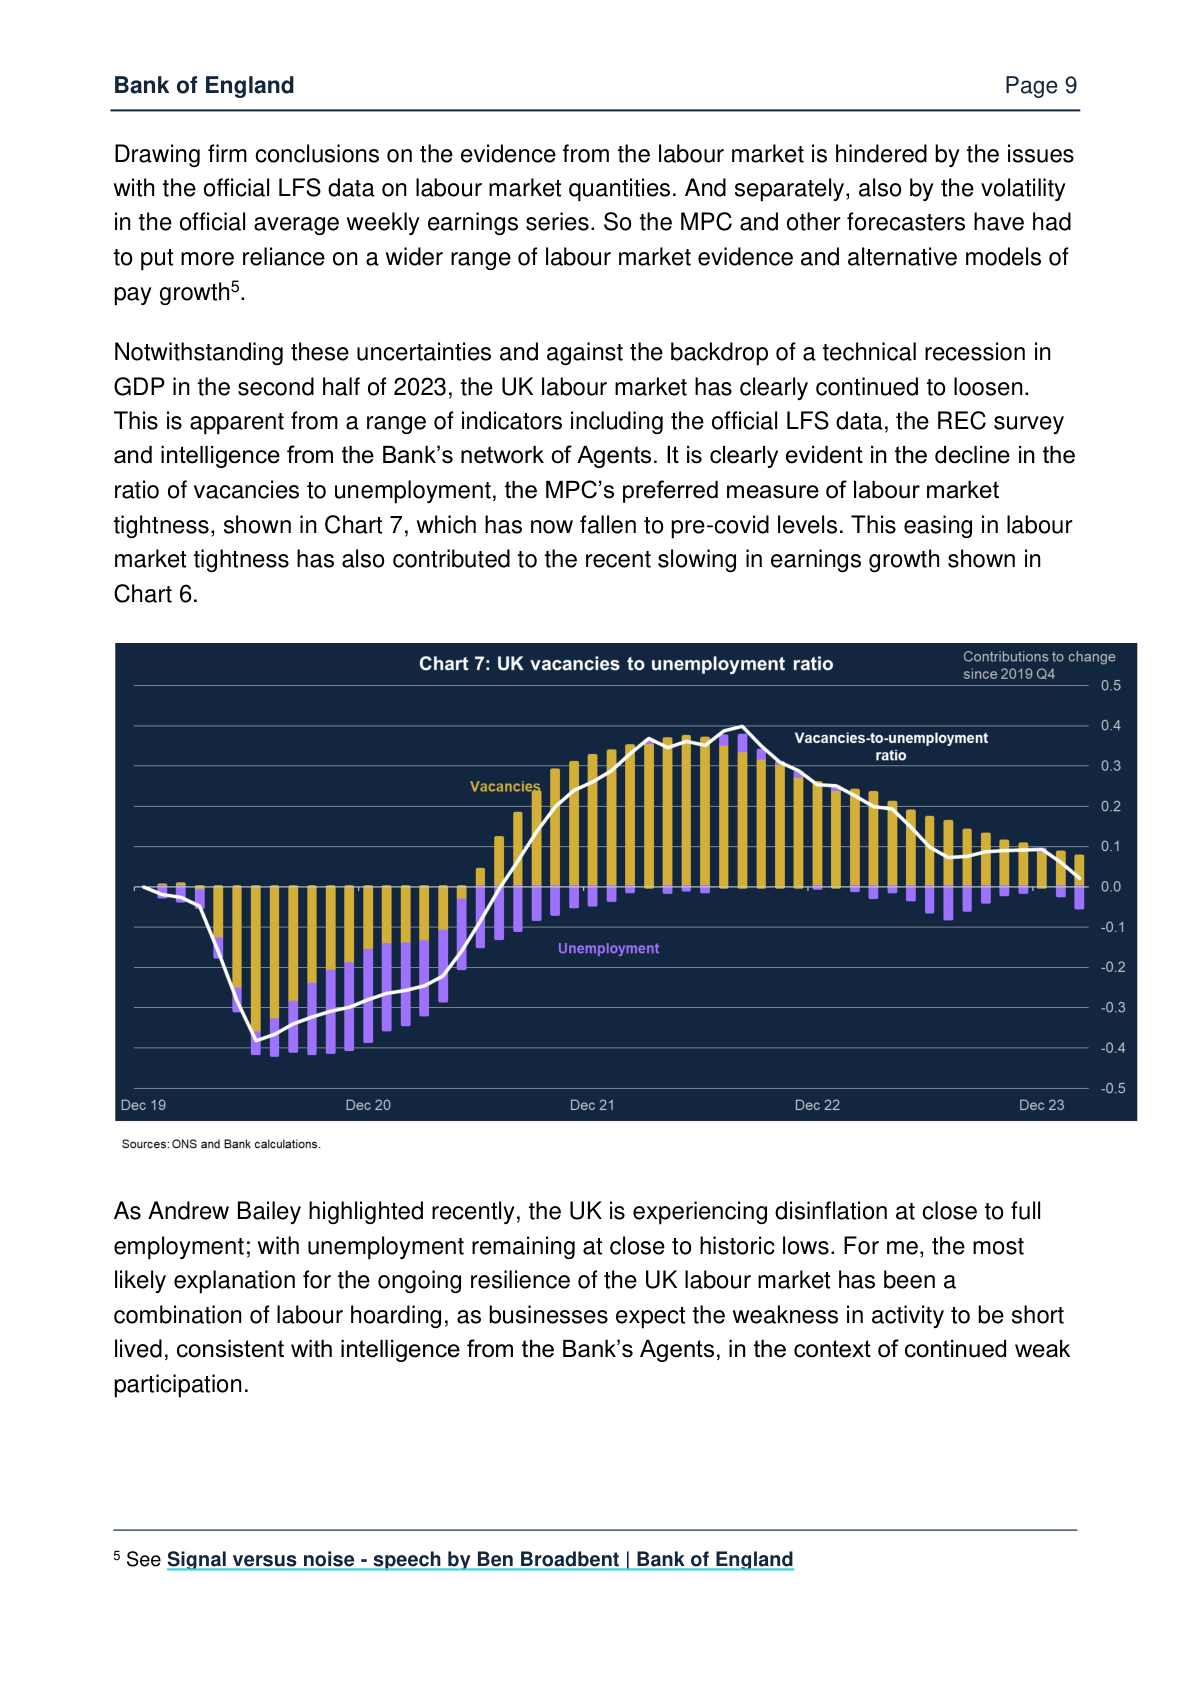 Bank of England Page 9
Drawing firm conclusions on the evidence from the labour market is hindered by the issues
with the official LFS data on labour market quantities. And separately, also by the volatility
in the official average weekly earnings series. So the MPC and other forecasters have had
to put more reliance on a wider range of labour market evidence and alternative models of
pay growth5.
Notwithstanding these uncertainties and against the backdrop of a technical recession in
GDP in the second half of 2023, the UK labour market has clearly continued to loosen.
This is apparent from a range of indicators including the official LFS data, the REC survey
and intelligence from the Bank’s network of Agents. It is clearly evident in the decline in the
ratio of vacancies to unemployment, the MPC’s preferred measure of labour market
tightness, shown in Chart 7, which has now fallen to pre-covid levels. This easing in labour
market tightness has also contributed to the recent slowing in earnings growth shown in
Chart 6.
Chart 7: UK vacancies to unemployment ratio
Contributions to change
since 2019 Q4
0.5
0.4
Vacancies-to-unemployment
ratio
0.3
Vacancies
0.2
0.1
0.0
-0.1
Unemployment
-0.2
-0.3
-0.4
-0.5
Dec 19 Dec 20 Dec 21 Dec 22 Dec 23
Sources: ONS and Bank calculations.
As Andrew Bailey highlighted recently, the UK is experiencing disinflation at close to full
employment; with unemployment remaining at close to historic lows. For me, the most
likely explanation for the ongoing resilience of the UK labour market has been a
combination of labour hoarding, as businesses expect the weakness in activity to be short
lived, consistent with intelligence from the Bank’s Agents, in the context of continued weak
participation.
5 See Signal versus noise - speech by Ben Broadbent | Bank of England